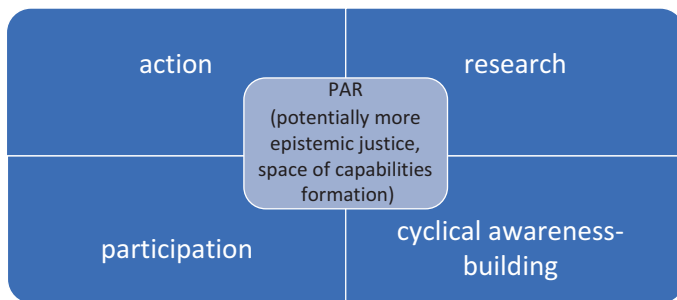 action
research
PAR
(potentially more
epistemic justice,
space of capabilities
formation)
participation
cyclical awareness-
building